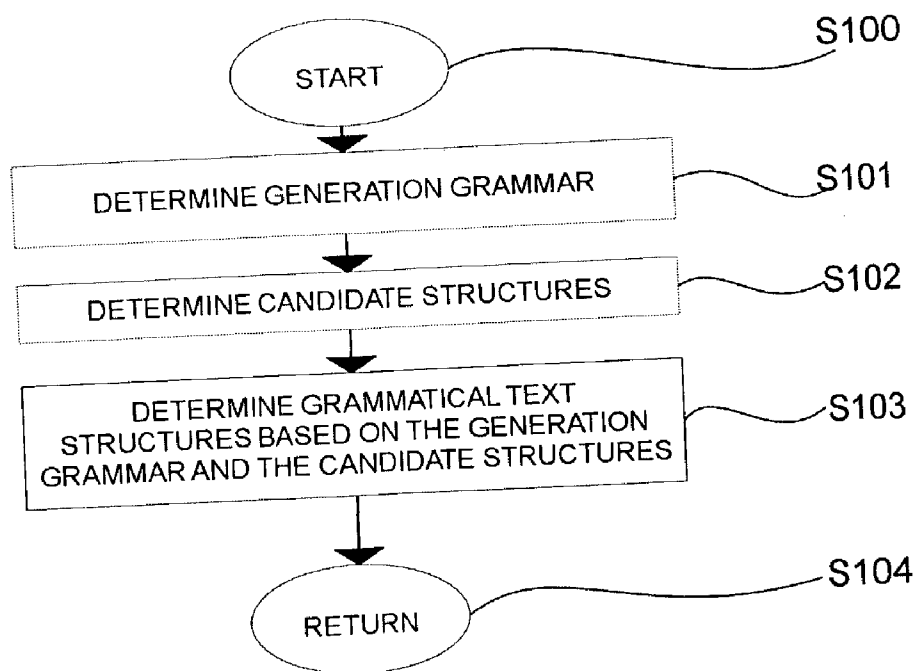 START
S100
DETERMINE GENERATION GRAMMAR
S101
DETERMINE CANDIDATE STRUCTURES
S102
DETERMINE GRAMMATICAL TEXT
STRUCTURES BASED ON THE GENERATION
GRAMMAR AND THE CANDIDATE STRUCTURES
S103
RETURN
S104